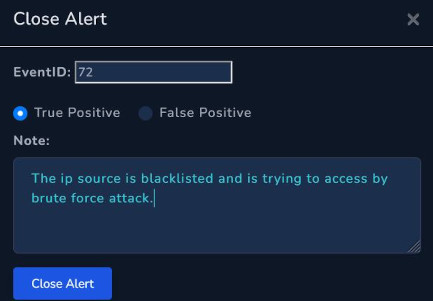 Close Alert
EventID: 72
True Positive False Positive
Note:
The ip source is blacklisted and is trying to access by
brute force attack.
Close Alert